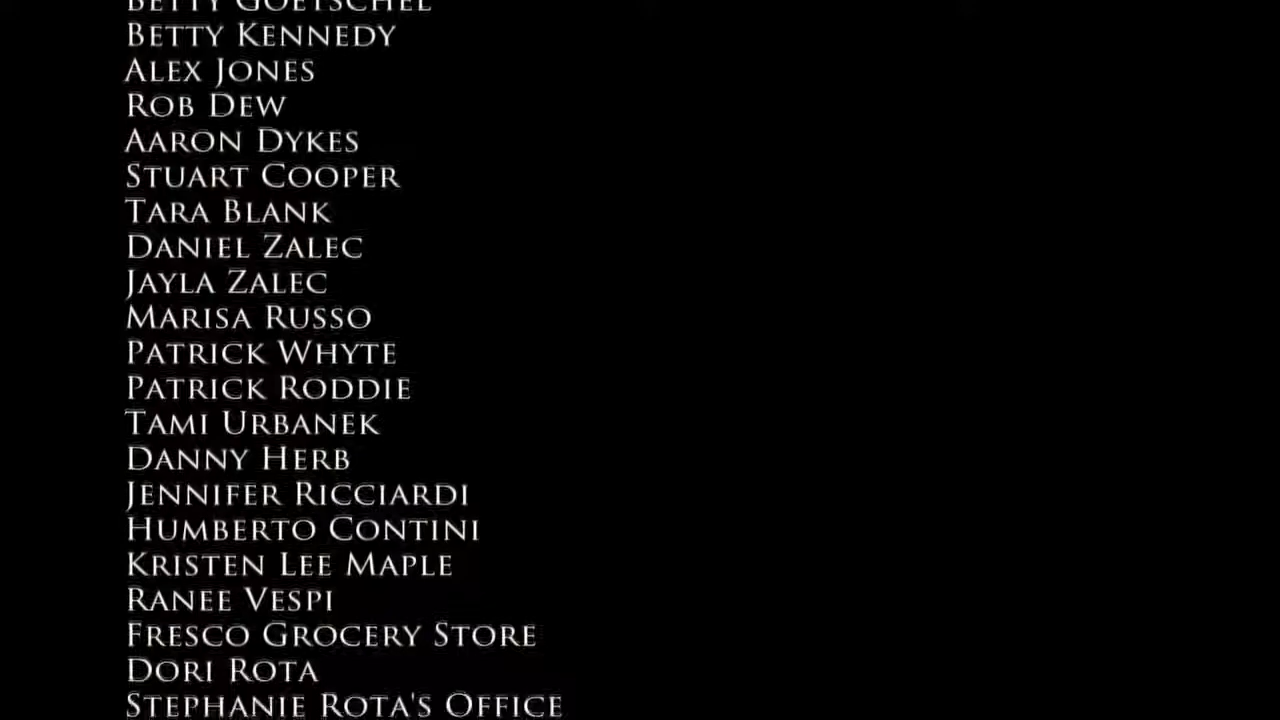 Betty Goetschel
Betty Kennedy
Alex Jones
Rob Dew
Aaron Dykes
Stuart Cooper
Tara Blank
Daniel Zalec
Jayla Zalec
Marisa Russo
Patrick Whyte
Patrick Roddie
Tami Urbanek
Danny Herb
Jennifer Ricciardi
Humberto Contini
Kristen Lee Maple
Ranee Vespi
Fresco Grocery Store
Dori Rota
Stephanie Rota's Office